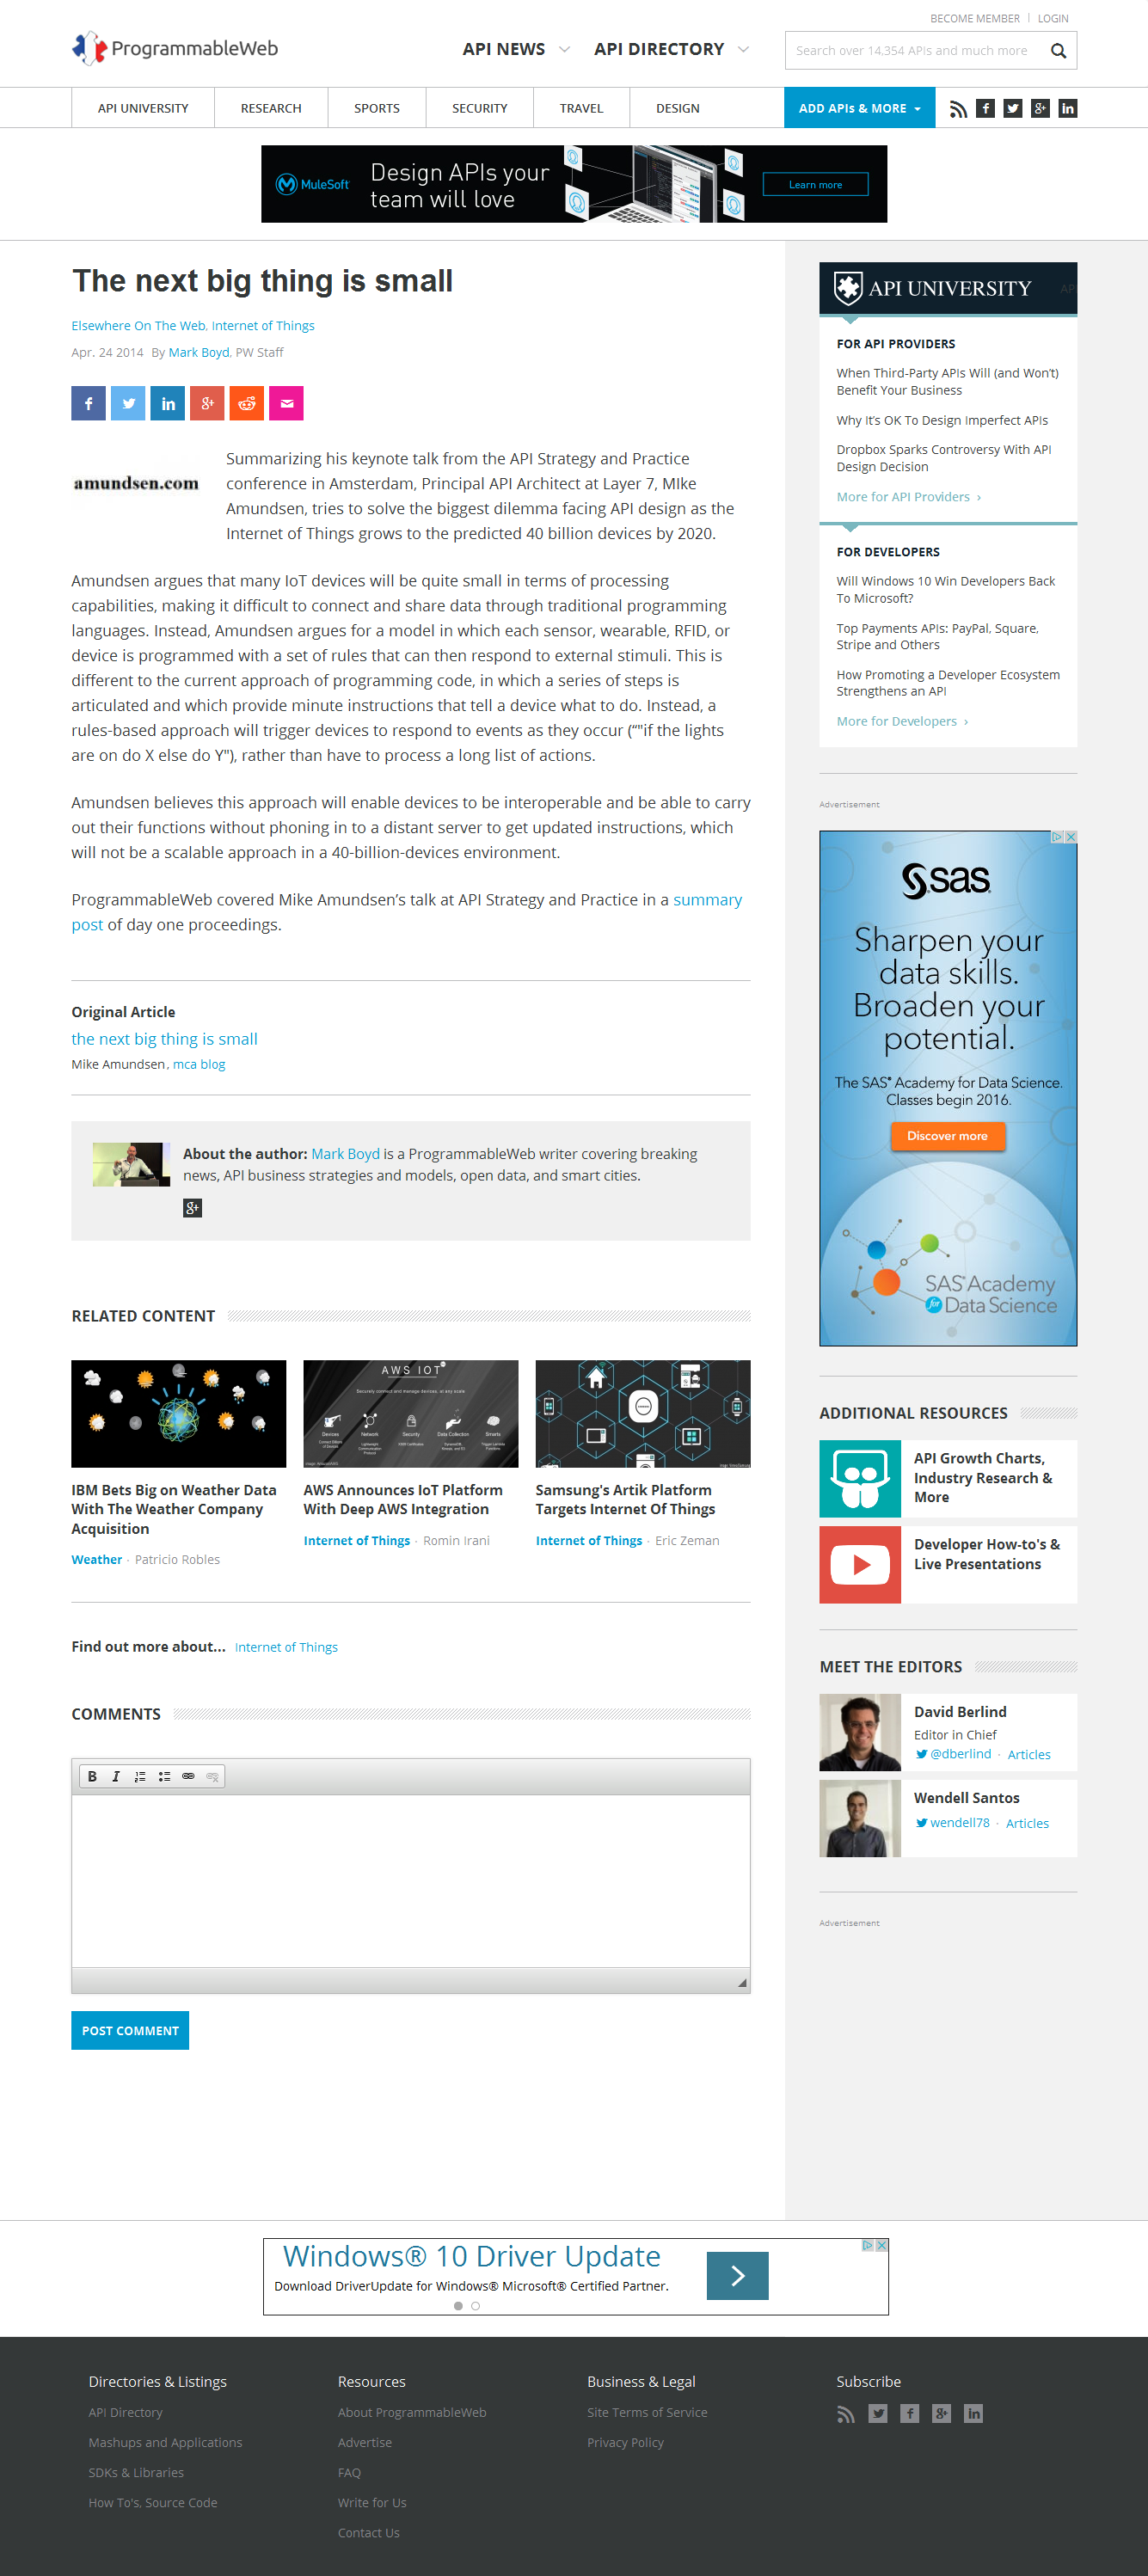 BECOME MEMBER | LOGIN
ProgrammableWeb
API NEWS
API DIRECTORY
Search over 14,354 APIs and much more
API UNIVERSITY
RESEARCH
SPORTS
SECURITY
TRAVEL
DESIGN
ADD APIs & MORE
MuleSoft
Design APIs your
team will love
Learn more
The next big thing is small
Elsewhere On The Web, Internet of Things
Apr. 24 2014 By Mark Boyd, PW Staff
amundsen.com
Summarizing his keynote talk from the API Strategy and Practice
conference in Amsterdam, Principal API Architect at Layer 7, MIke
Amundsen, tries to solve the biggest dilemma facing API design as the
Internet of Things grows to the predicted 40 billion devices by 2020.
Amundsen argues that many IoT devices will be quite small in terms of processing
capabilities, making it difficult to connect and share data through traditional programming
languages. Instead, Amundsen argues for a model in which each sensor, wearable, RFID, or
device is programmed with a set of rules that can then respond to external stimuli. This is
different to the current approach of programming code, in which a series of steps is
articulated and which provide minute instructions that tell a device what to do. Instead, a
rules-based approach will trigger devices to respond to events as they occur (“"if the lights
are on do X else do Y"), rather than have to process a long list of actions.
Amundsen believes this approach will enable devices to be interoperable and be able to carry
out their functions without phoning in to a distant server to get updated instructions, which
will not be a scalable approach in a 40-billion-devices environment.
ProgrammableWeb covered Mike Amundsen’s talk at API Strategy and Practice in a summary
post of day one proceedings.
Original Article
the next big thing is small
Mike Amundsen, mca blog
About the author: Mark Boyd is a ProgrammableWeb writer covering breaking
news, API business strategies and models, open data, and smart cities.
RELATED CONTENT
AWS IOT
Securely connect and manage devices, at any scale
Devices
Network
Security
Data Collection
Smarts
IBM Bets Big on Weather Data
With The Weather Company
Acquisition
Weather · Patricio Robles
AWS Announces IoT Platform
With Deep AWS Integration
Internet of Things · Romin Irani
Samsung's Artik Platform
Targets Internet Of Things
Internet of Things · Eric Zeman
Find out more about... Internet of Things
COMMENTS
B I
POST COMMENT
API UNIVERSITY
FOR API PROVIDERS
When Third-Party APIs Will (and Won’t)
Benefit Your Business
Why It’s OK To Design Imperfect APIs
Dropbox Sparks Controversy With API
Design Decision
More for API Providers ›
FOR DEVELOPERS
Will Windows 10 Win Developers Back
To Microsoft?
Top Payments APIs: PayPal, Square,
Stripe and Others
How Promoting a Developer Ecosystem
Strengthens an API
More for Developers ›
Advertisement
sas
Sharpen your
data skills.
Broaden your
potential.
The SAS® Academy for Data Science.
Classes begin 2016.
Discover more
SAS® Academy
for Data Science
ADDITIONAL RESOURCES
API Growth Charts,
Industry Research &
More
Developer How-to's &
Live Presentations
MEET THE EDITORS
David Berlind
Editor in Chief
@dberlind · Articles
Wendell Santos
wendell78 · Articles
Advertisement
Windows® 10 Driver Update
Download DriverUpdate for Windows® Microsoft® Certified Partner.
Directories & Listings
API Directory
Mashups and Applications
SDKs & Libraries
How To's, Source Code
Resources
About ProgrammableWeb
Advertise
FAQ
Write for Us
Contact Us
Business & Legal
Site Terms of Service
Privacy Policy
Subscribe